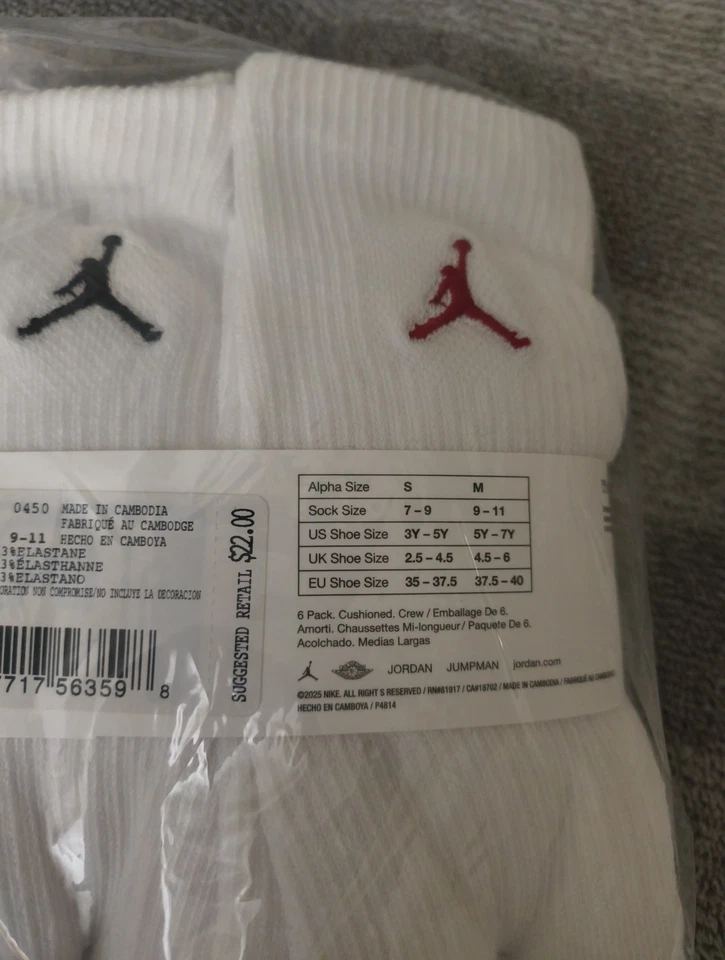 0450 MADE IN CAMBODIA
FABRIQUÉ AU CAMBODGE
9-11 HECHO EN CAMBOYA
3%ELASTANE
3%ÉLASTHANNE
3%ELASTANO
ORATION NON COMPROMISE/NO INCLUYE LA DECORACION
717 56359 8
SUGGESTED RETAIL $22.00
Alpha Size S M
Sock Size 7 – 9 9 – 11
US Shoe Size 3Y – 5Y 5Y – 7Y
UK Shoe Size 2.5 – 4.5 4.5 – 6
EU Shoe Size 35 – 37.5 37.5 – 40
6 Pack. Cushioned. Crew / Emballage De 6.
Amorti. Chaussettes Mi-longueur / Paquete De 6.
Acolchado. Medias Largas
JORDAN JUMPMAN jordan.com
©2025 NIKE. ALL RIGHT S RESERVED / RN#81917 / CA#18702 / MADE IN CAMBODIA / FABRIQUÉ AU CAMBODGE
HECHO EN CAMBOYA / P4814